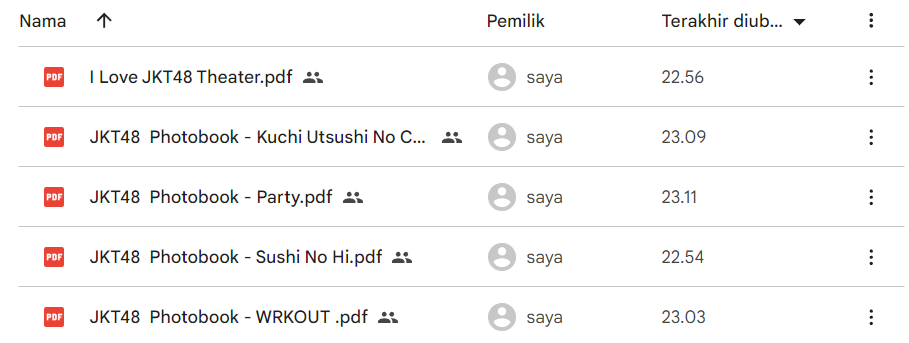 Nama Pemilik Terakhir diub...
PDF I Love JKT48 Theater.pdf saya 22.56
PDF JKT48 Photobook - Kuchi Utsushi No C... saya 23.09
PDF JKT48 Photobook - Party.pdf saya 23.11
PDF JKT48 Photobook - Sushi No Hi.pdf saya 22.54
PDF JKT48 Photobook - WRKOUT .pdf saya 23.03